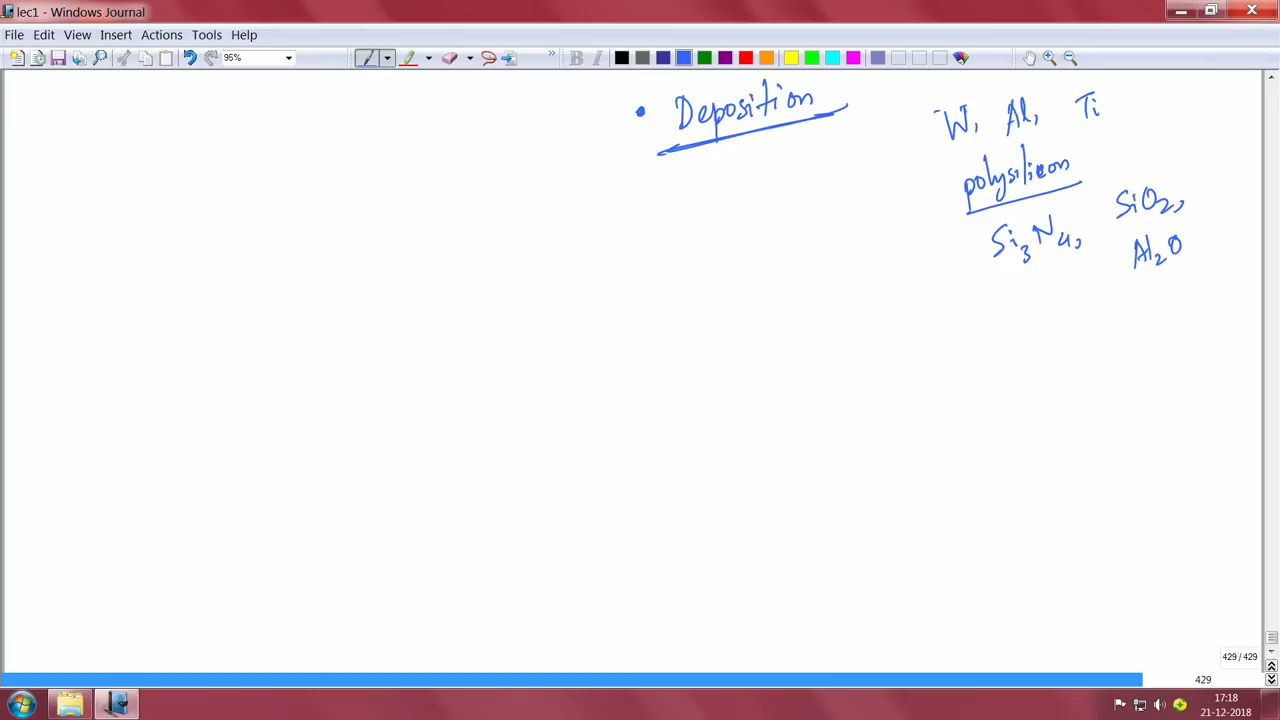 lec1 - Windows Journal
File Edit View Insert Actions Tools Help
95%
B I
• Deposition
W, Al, Ti
polysilicon
SiO2,
Si3N4,
Al2O
429 / 429
429
17:18
21-12-2018